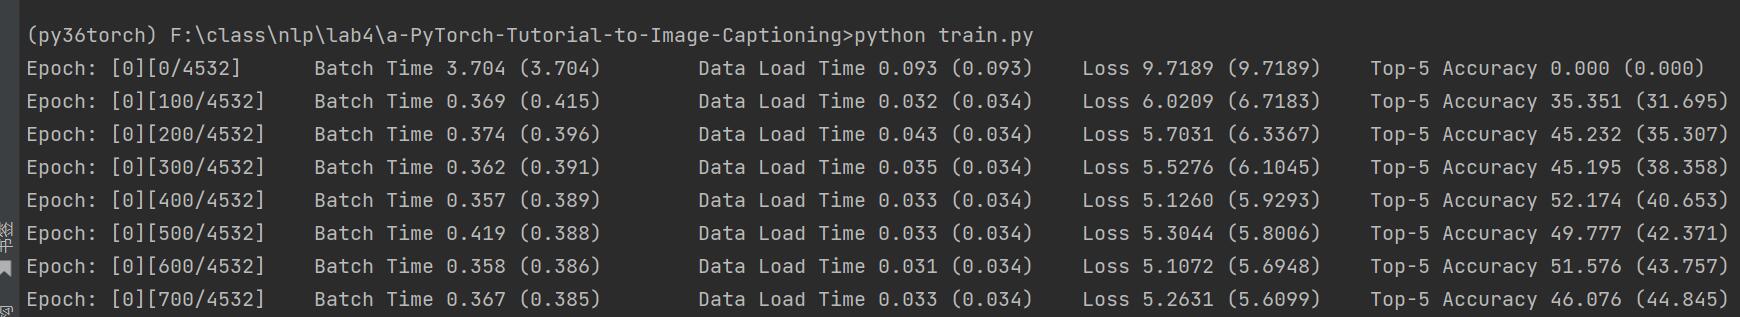 (py36torch) F:\class\nlp\lab4\a-PyTorch-Tutorial-to-Image-Captioning>python train.py
Epoch: [0][0/4532] Batch Time 3.704 (3.704) Data Load Time 0.093 (0.093) Loss 9.7189 (9.7189) Top-5 Accuracy 0.000 (0.000)
Epoch: [0][100/4532] Batch Time 0.369 (0.415) Data Load Time 0.032 (0.034) Loss 6.0209 (6.7183) Top-5 Accuracy 35.351 (31.695)
Epoch: [0][200/4532] Batch Time 0.374 (0.396) Data Load Time 0.043 (0.034) Loss 5.7031 (6.3367) Top-5 Accuracy 45.232 (35.307)
Epoch: [0][300/4532] Batch Time 0.362 (0.391) Data Load Time 0.035 (0.034) Loss 5.5276 (6.1045) Top-5 Accuracy 45.195 (38.358)
Epoch: [0][400/4532] Batch Time 0.357 (0.389) Data Load Time 0.033 (0.034) Loss 5.1260 (5.9293) Top-5 Accuracy 52.174 (40.653)
Epoch: [0][500/4532] Batch Time 0.419 (0.388) Data Load Time 0.033 (0.034) Loss 5.3044 (5.8006) Top-5 Accuracy 49.777 (42.371)
Epoch: [0][600/4532] Batch Time 0.358 (0.386) Data Load Time 0.031 (0.034) Loss 5.1072 (5.6948) Top-5 Accuracy 51.576 (43.757)
Epoch: [0][700/4532] Batch Time 0.367 (0.385) Data Load Time 0.033 (0.034) Loss 5.2631 (5.6099) Top-5 Accuracy 46.076 (44.845)
书签